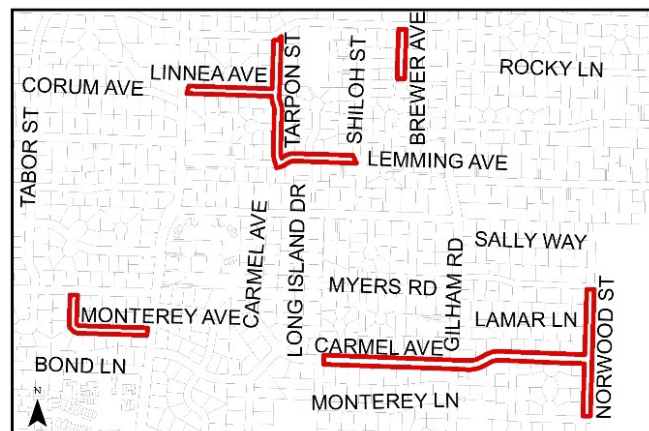 LINNEA AVE
CORUM AVE
TABOR ST
TARPON ST
SHILOH ST
BREWER AVE
ROCKY LN
LEMMING AVE
CARMEL AVE
LONG ISLAND DR
SALLY WAY
MYERS RD
GILHAM RD
LAMAR LN
NORWOOD ST
MONTEREY AVE
CARMEL AVE
BOND LN
MONTEREY LN
N